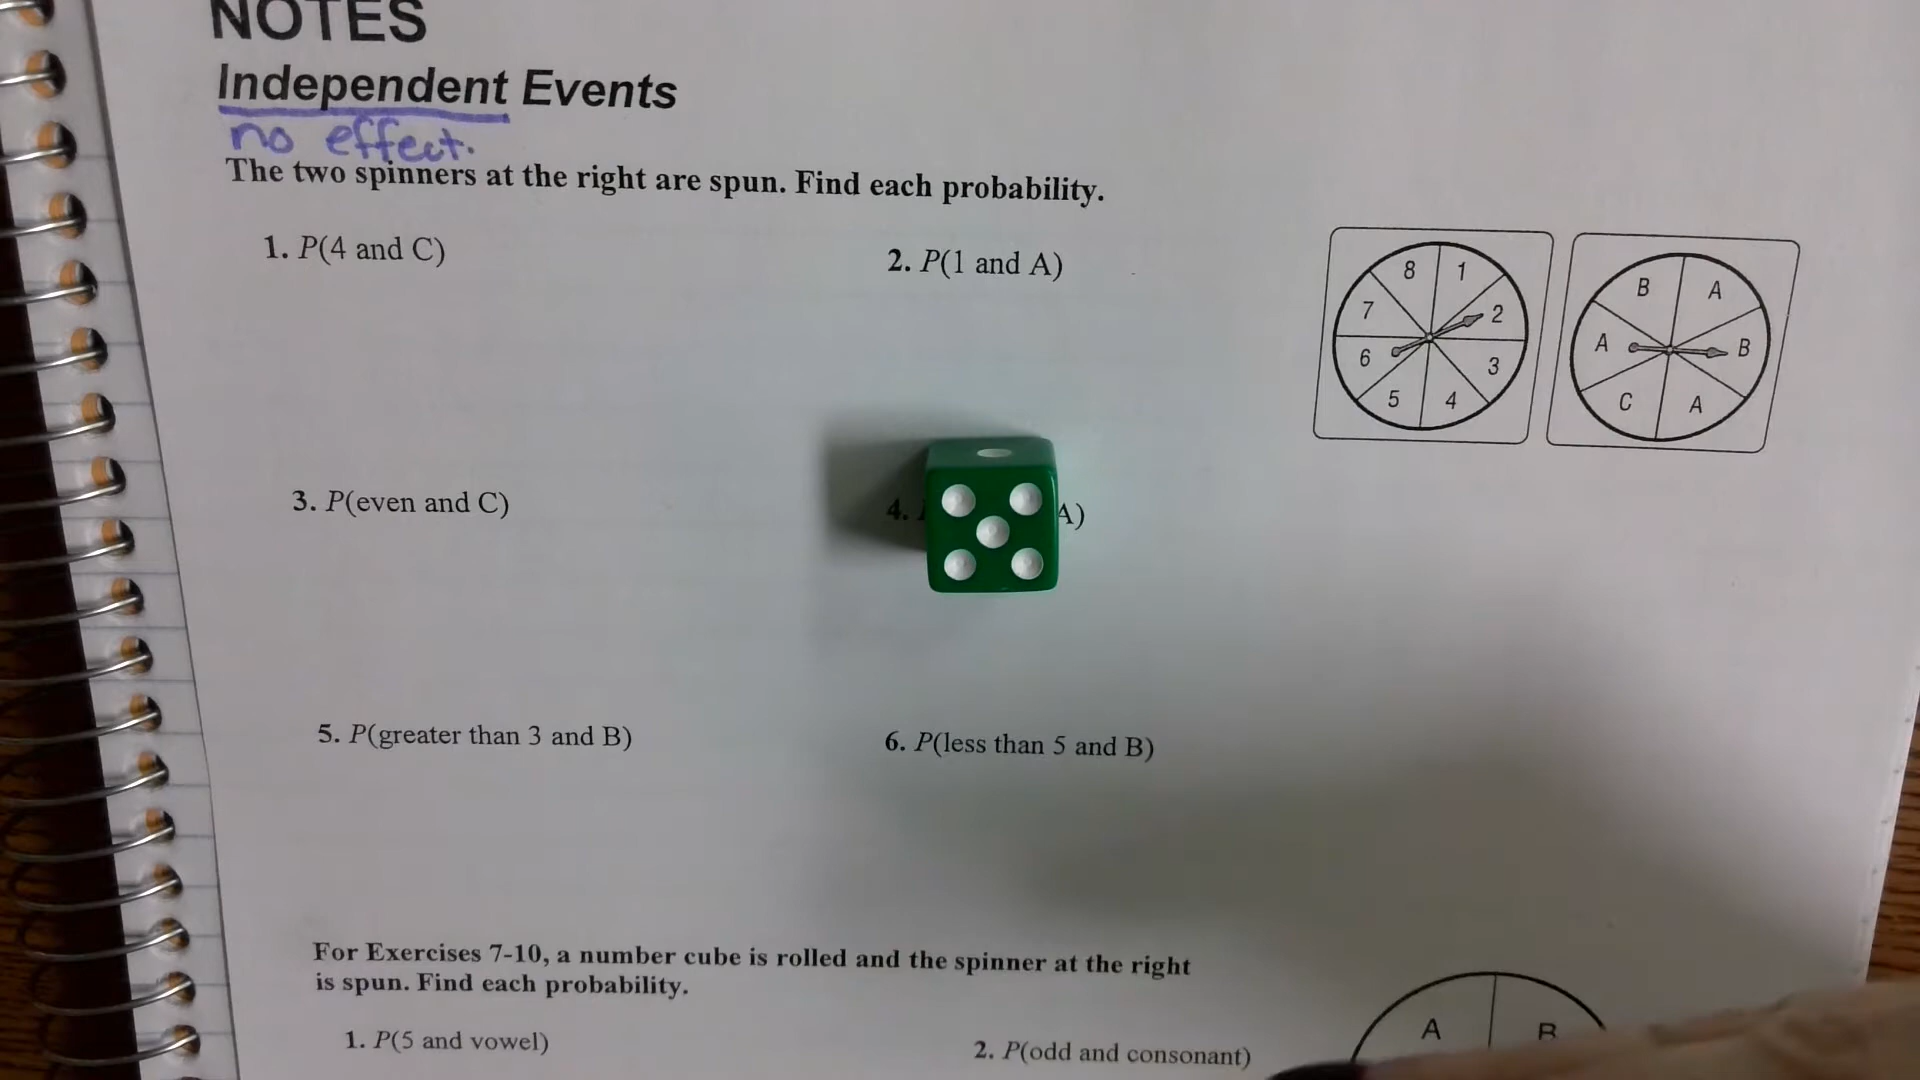 NOTES
Independent Events
no effect.
The two spinners at the right are spun. Find each probability.
1. P(4 and C)
2. P(1 and A)
8 1
7 2
6 3
5 4
B A
A B
C A
3. P(even and C)
4. A)
5. P(greater than 3 and B)
6. P(less than 5 and B)
For Exercises 7-10, a number cube is rolled and the spinner at the right
is spun. Find each probability.
1. P(5 and vowel)
2. P(odd and consonant)
A B